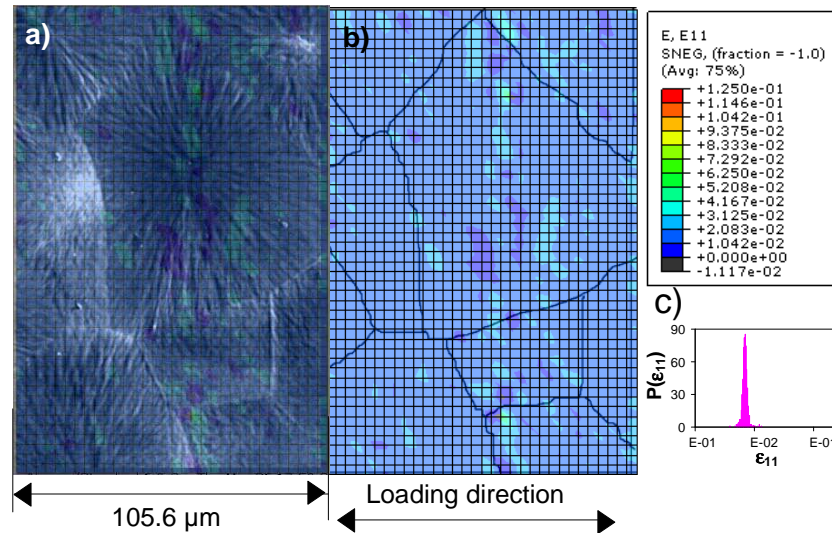 a)
b)
E, E11
SNEG, (fraction = -1.0)
(Avg: 75%)
+1.250e-01
+1.146e-01
+1.042e-01
+9.375e-02
+8.333e-02
+7.292e-02
+6.250e-02
+5.208e-02
+4.167e-02
+3.125e-02
+2.083e-02
+1.042e-02
+0.000e+00
-1.117e-02
c)
90
60
30
0
P(ε11)
E-01 E-02 E-01
ε11
105.6 µm
Loading direction